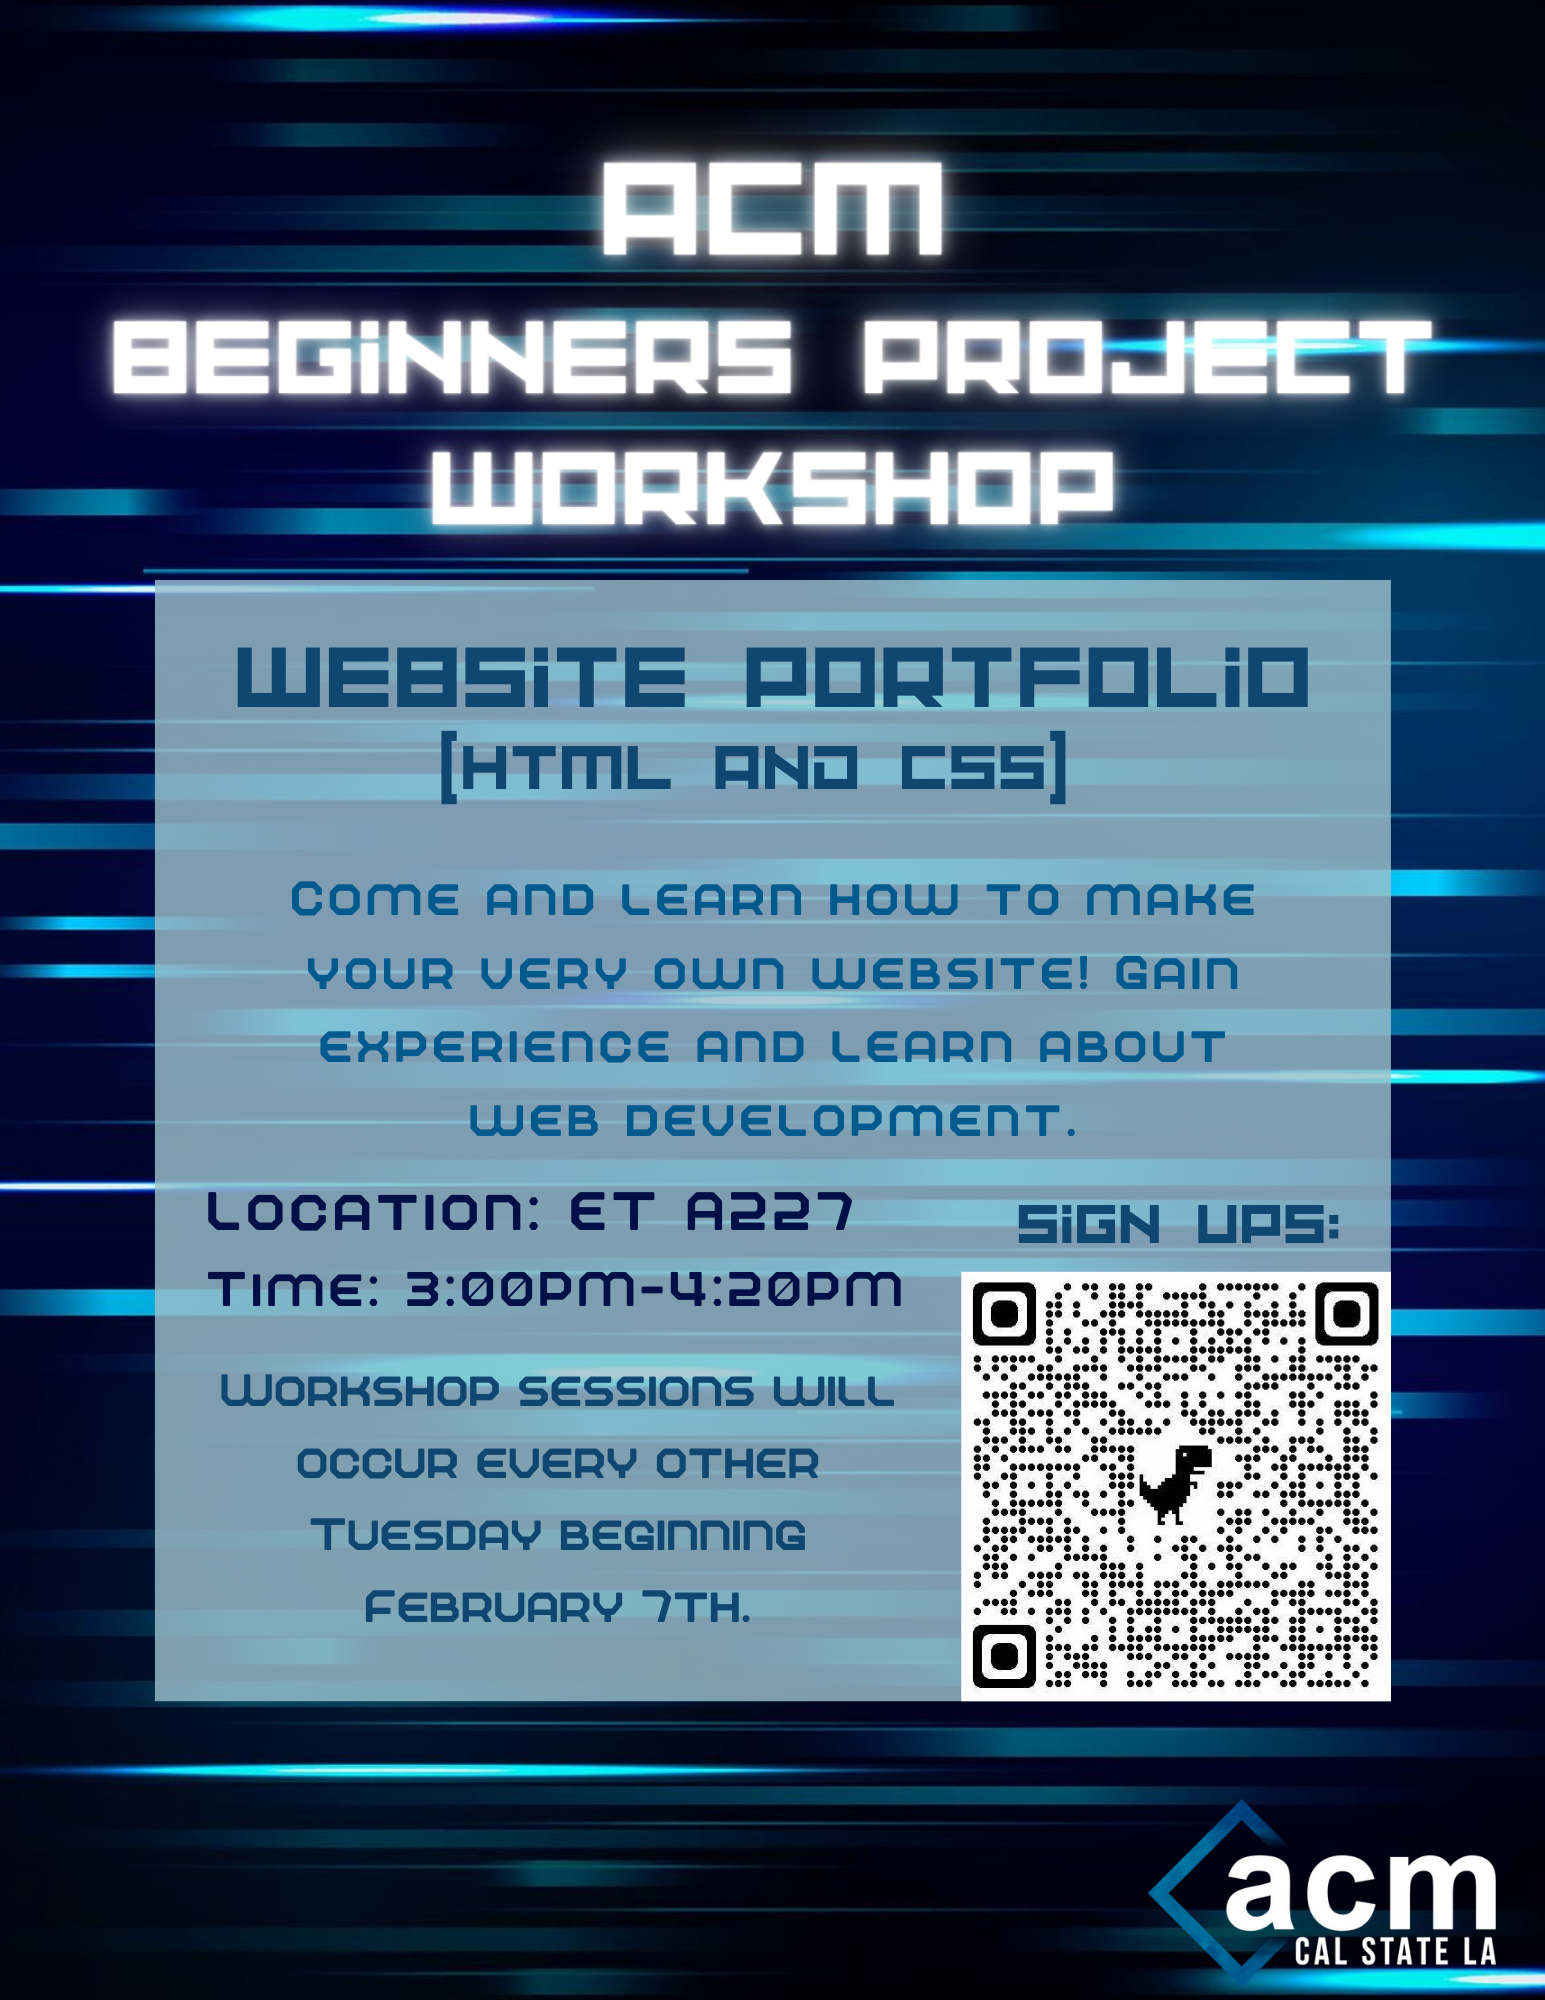 ACM
BEGiNNERS PROJECT
WORKSHOP
WEBSiTE PORTFOLiO
[HTML AND CSS]
Come and learn how to make
your very own website! Gain
experience and learn about
web development.
Location: ET A227
Time: 3:00PM-4:20PM
SiGN UPS:
Workshop sessions will
occur every other
Tuesday beginning
February 7th.
acm
CAL STATE LA